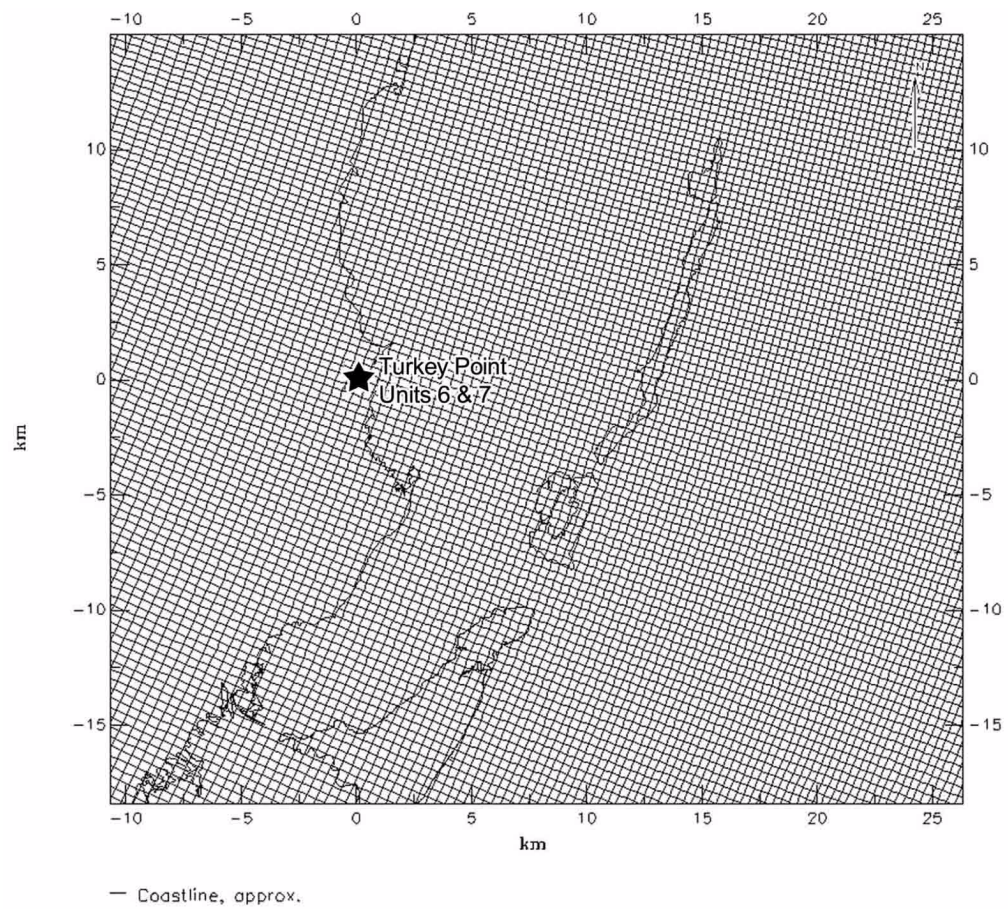 -10 -5 0 5 10 15 20 25
N
10 10
5 5
Turkey Point
0 0
Units 6 & 7
km
-5 -5
-10 -10
-15 -15
-10 -5 0 5 10 15 20 25
km
— Coastline, approx.